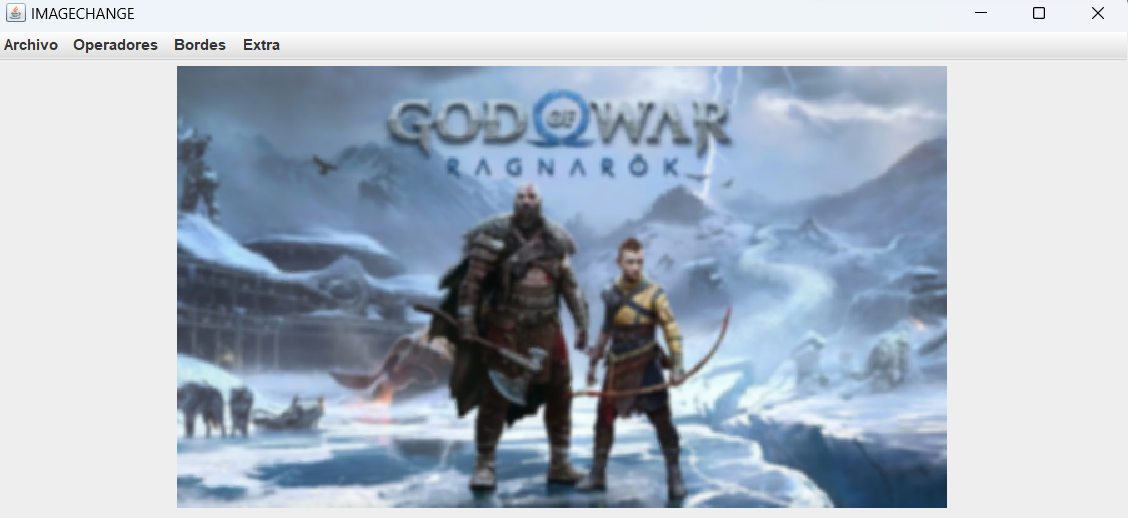 IMAGECHANGE
Archivo Operadores Bordes Extra
GOD OF WAR
RAGNARÖK